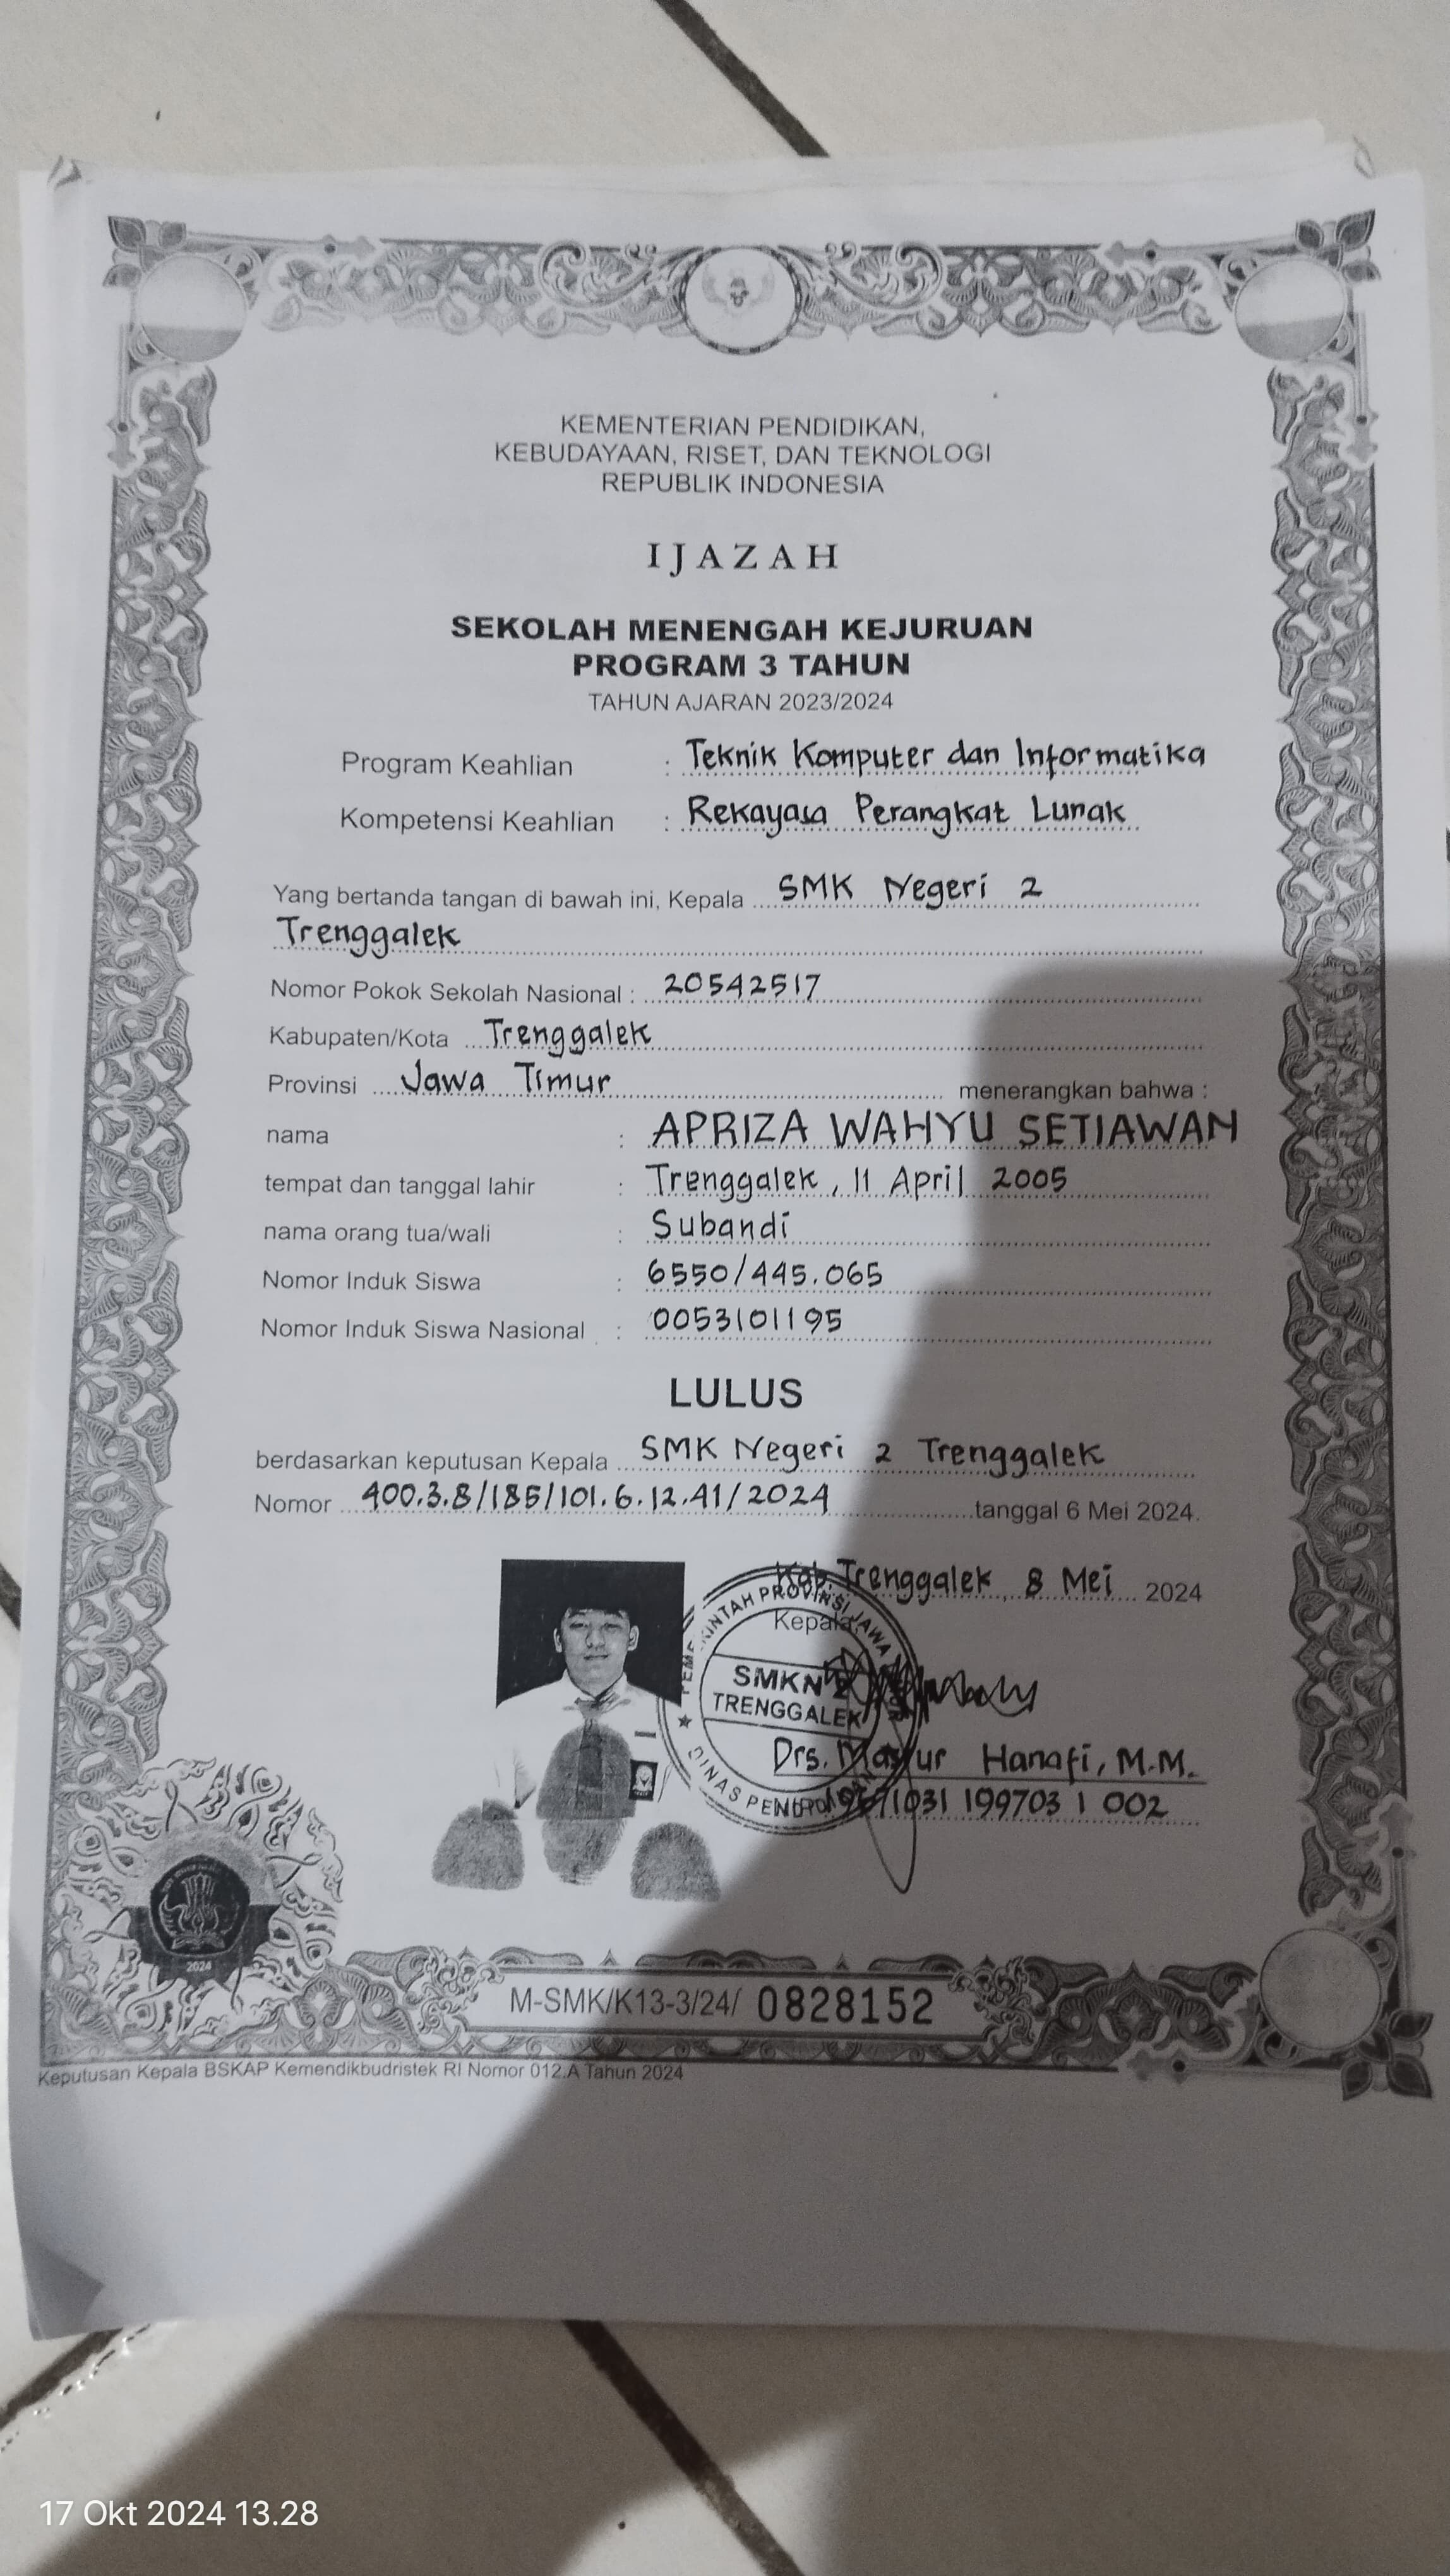 KEMENTERIAN PENDIDIKAN,
KEBUDAYAAN, RISET, DAN TEKNOLOGI
REPUBLIK INDONESIA
IJAZAH
SEKOLAH MENENGAH KEJURUAN
PROGRAM 3 TAHUN
TAHUN AJARAN 2023/2024
Program Keahlian : Teknik Komputer dan Informatika
Kompetensi Keahlian : Rekayasa Perangkat Lunak
Yang bertanda tangan di bawah ini, Kepala SMK Negeri 2
Trenggalek
Nomor Pokok Sekolah Nasional : 20542517
Kabupaten/Kota Trenggalek
Provinsi Jawa Timur menerangkan bahwa :
nama : APRIZA WAHYU SETIAWAN
tempat dan tanggal lahir : Trenggalek, 11 April 2005
nama orang tua/wali : Subandi
Nomor Induk Siswa : 6550/445.065
Nomor Induk Siswa Nasional : 0053101195
LULUS
berdasarkan keputusan Kepala SMK Negeri 2 Trenggalek
Nomor 400.3.8/185/101.6.12.41/2024 tanggal 6 Mei 2024.
Kab. Trenggalek, 8 Mei 2024
Kepala,
PEMERINTAH PROVINSI JAWA
SMKN 2
TRENGGALEK
DINAS PENDIDIKAN
Drs. Hanafi, M.M.
1031 199703 1 002
2024
M-SMK/K13-3/24/ 0828152
Keputusan Kepala BSKAP Kemendikbudristek RI Nomor 012.A Tahun 2024
17 Okt 2024 13.28